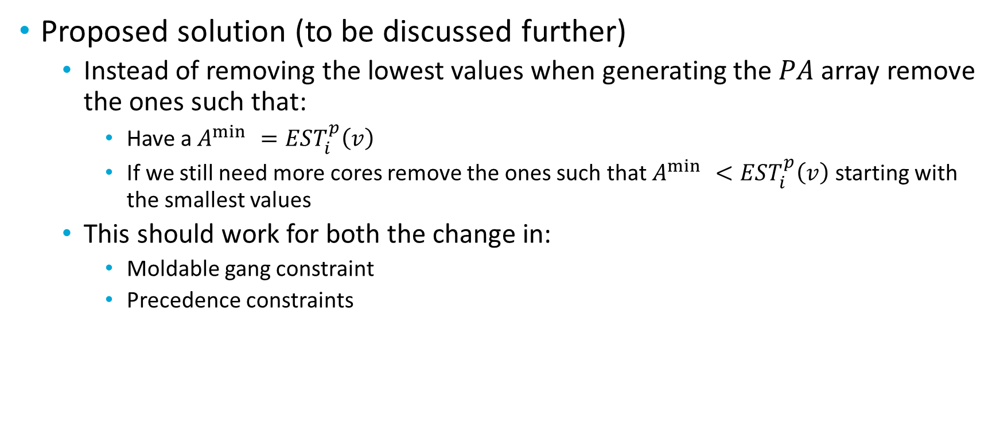 • Proposed solution (to be discussed further)
• Instead of removing the lowest values when generating the PA array remove
the ones such that:
• Have a A^min = EST_i^p(v)
• If we still need more cores remove the ones such that A^min < EST_i^p(v) starting with
the smallest values
• This should work for both the change in:
• Moldable gang constraint
• Precedence constraints